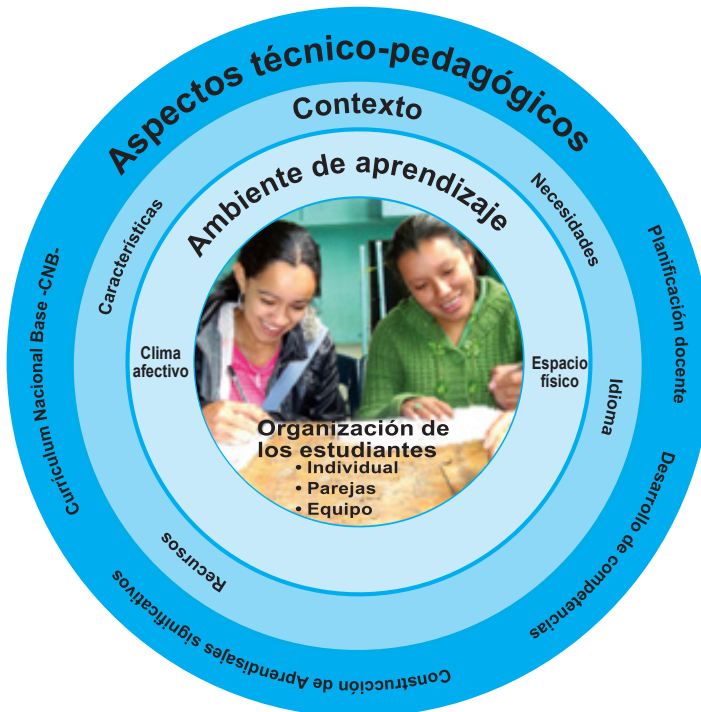 Aspectos técnico-pedagógicos
Contexto
Ambiente de aprendizaje
Características
Necesidades
Curriculum Nacional Base -CNB-
Planificación docente
Clima
afectivo
Espacio
físico
Idioma
Organización de
los estudiantes
• Individual
• Parejas
• Equipo
Recursos
Desarrollo de competencias
Construcción de Aprendisajes significativos